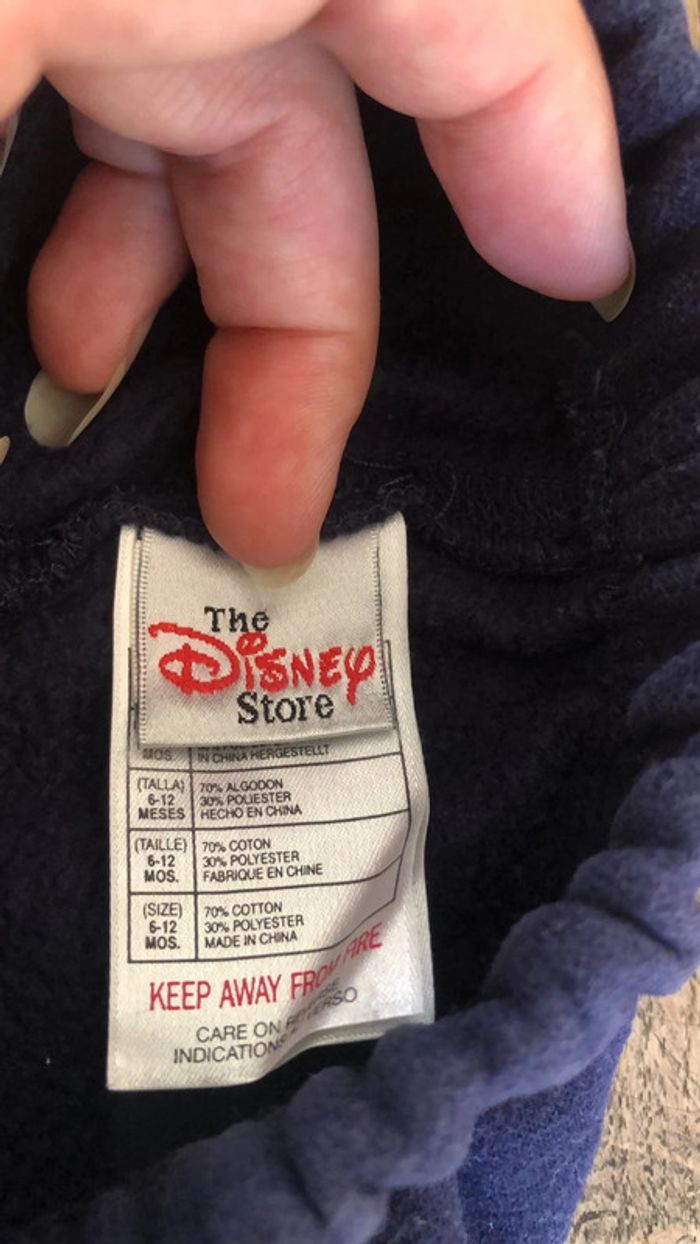 The
Disney
Store
MOS.
IN CHINA HERGESTELLT
(TALLA)
6-12
MESES
70% ALGODON
30% POLIESTER
HECHO EN CHINA
(TAILLE)
6-12
MOS.
70% COTON
30% POLYESTER
FABRIQUE EN CHINE
(SIZE)
6-12
MOS.
70% COTTON
30% POLYESTER
MADE IN CHINA
KEEP AWAY FROM FIRE
CARE ON
INDICATIONS